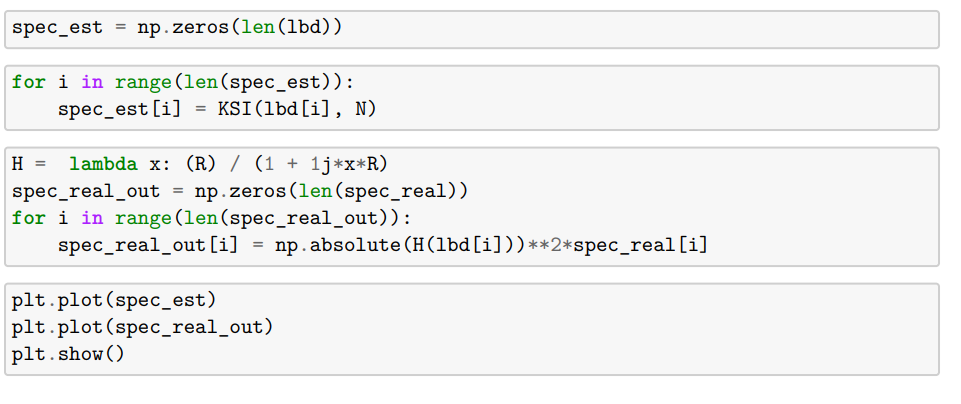 spec_est = np.zeros(len(lbd))
for i in range(len(spec_est)):
    spec_est[i] = KSI(lbd[i], N)
H =  lambda x: (R) / (1 + 1j*x*R)
spec_real_out = np.zeros(len(spec_real))
for i in range(len(spec_real_out)):
    spec_real_out[i] = np.absolute(H(lbd[i]))**2*spec_real[i]
plt.plot(spec_est)
plt.plot(spec_real_out)
plt.show()